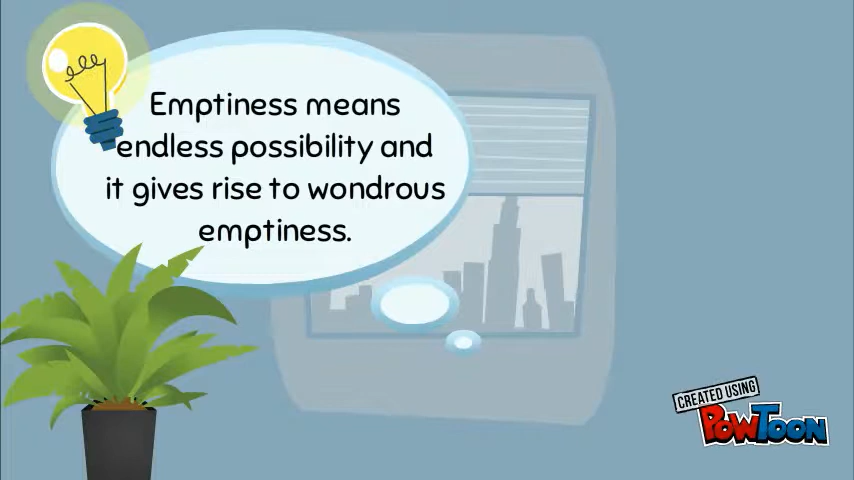 Emptiness means
endless possibility and
it gives rise to wondrous
emptiness.
CREATED USING
POWTOON